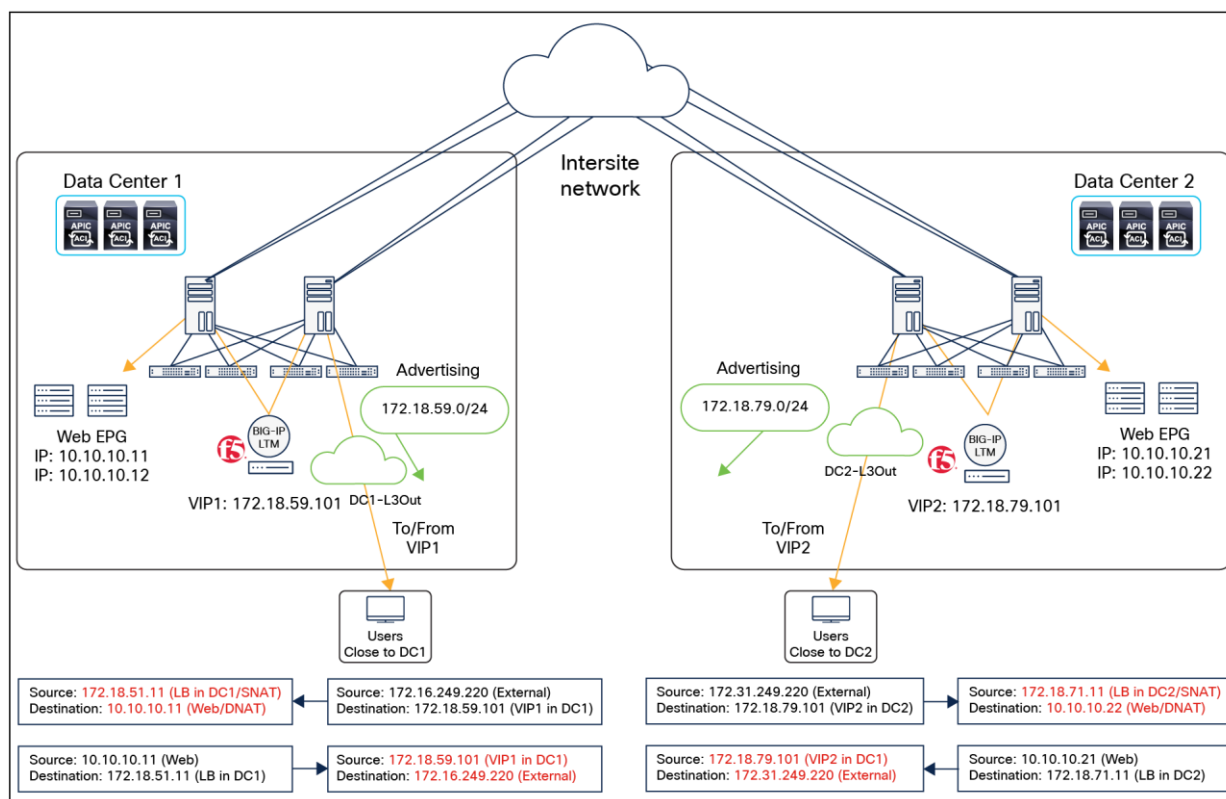 Intersite
network
Data Center 1
APIC
ACI
APIC
ACI
APIC
ACI
Data Center 2
APIC
ACI
APIC
ACI
APIC
ACI
Advertising
172.18.59.0/24
Advertising
172.18.79.0/24
Web EPG
IP: 10.10.10.11
IP: 10.10.10.12
f5
BIG-IP
LTM
VIP1: 172.18.59.101
DC1-L3Out
To/From
VIP1
DC2-L3Out
To/From
VIP2
f5
BIG-IP
LTM
VIP2: 172.18.79.101
Web EPG
IP: 10.10.10.21
IP: 10.10.10.22
Users
Close to DC1
Users
Close to DC2
Source: 172.18.51.11 (LB in DC1/SNAT)
Destination: 10.10.10.11 (Web/DNAT)
Source: 172.16.249.220 (External)
Destination: 172.18.59.101 (VIP1 in DC1)
Source: 172.31.249.220 (External)
Destination: 172.18.79.101 (VIP2 in DC2)
Source: 172.18.71.11 (LB in DC2/SNAT)
Destination: 10.10.10.22 (Web/DNAT)
Source: 10.10.10.11 (Web)
Destination: 172.18.51.11 (LB in DC1)
Source: 172.18.59.101 (VIP1 in DC1)
Destination: 172.16.249.220 (External)
Source: 172.18.79.101 (VIP2 in DC1)
Destination: 172.31.249.220 (External)
Source: 10.10.10.21 (Web)
Destination: 172.18.71.11 (LB in DC2)